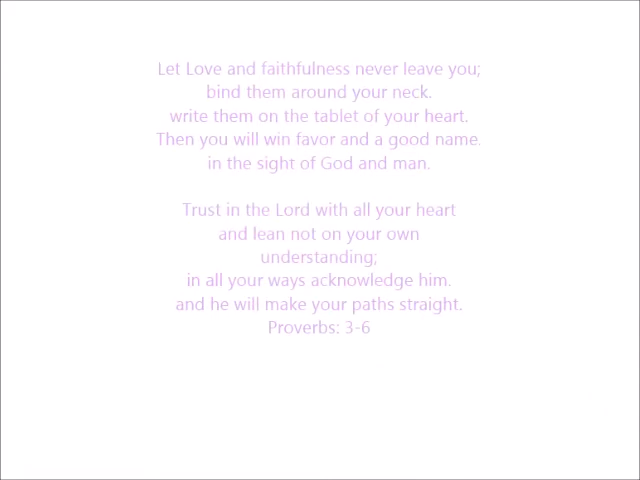 Let Love and faithfulness never leave you;
bind them around your neck.
write them on the tablet of your heart.
Then you will win favor and a good name.
in the sight of God and man.
Trust in the Lord with all your heart
and lean not on your own
understanding;
in all your ways acknowledge him.
and he will make your paths straight.
Proverbs: 3-6